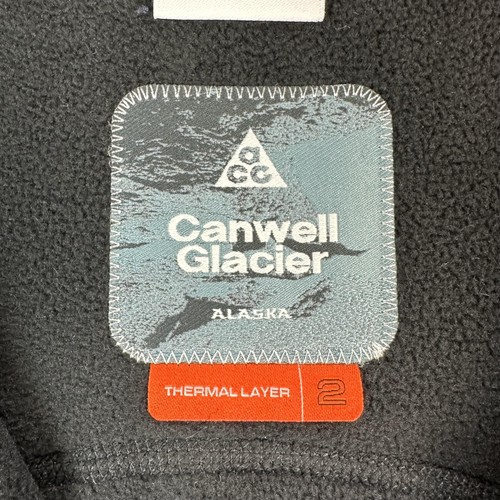 acg
Canwell
Glacier
ALASKA
THERMAL LAYER 2